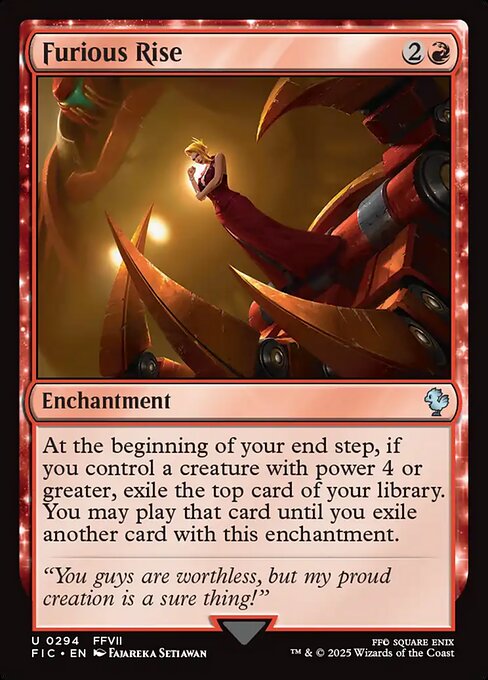 Furious Rise 2
Enchantment
At the beginning of your end step, if
you control a creature with power 4 or
greater, exile the top card of your library.
You may play that card until you exile
another card with this enchantment.
“You guys are worthless, but my proud
creation is a sure thing!”
U 0294 FFVII
FIC • EN Fajareka Setiawan
FF© SQUARE ENIX
™ & © 2025 Wizards of the Coast